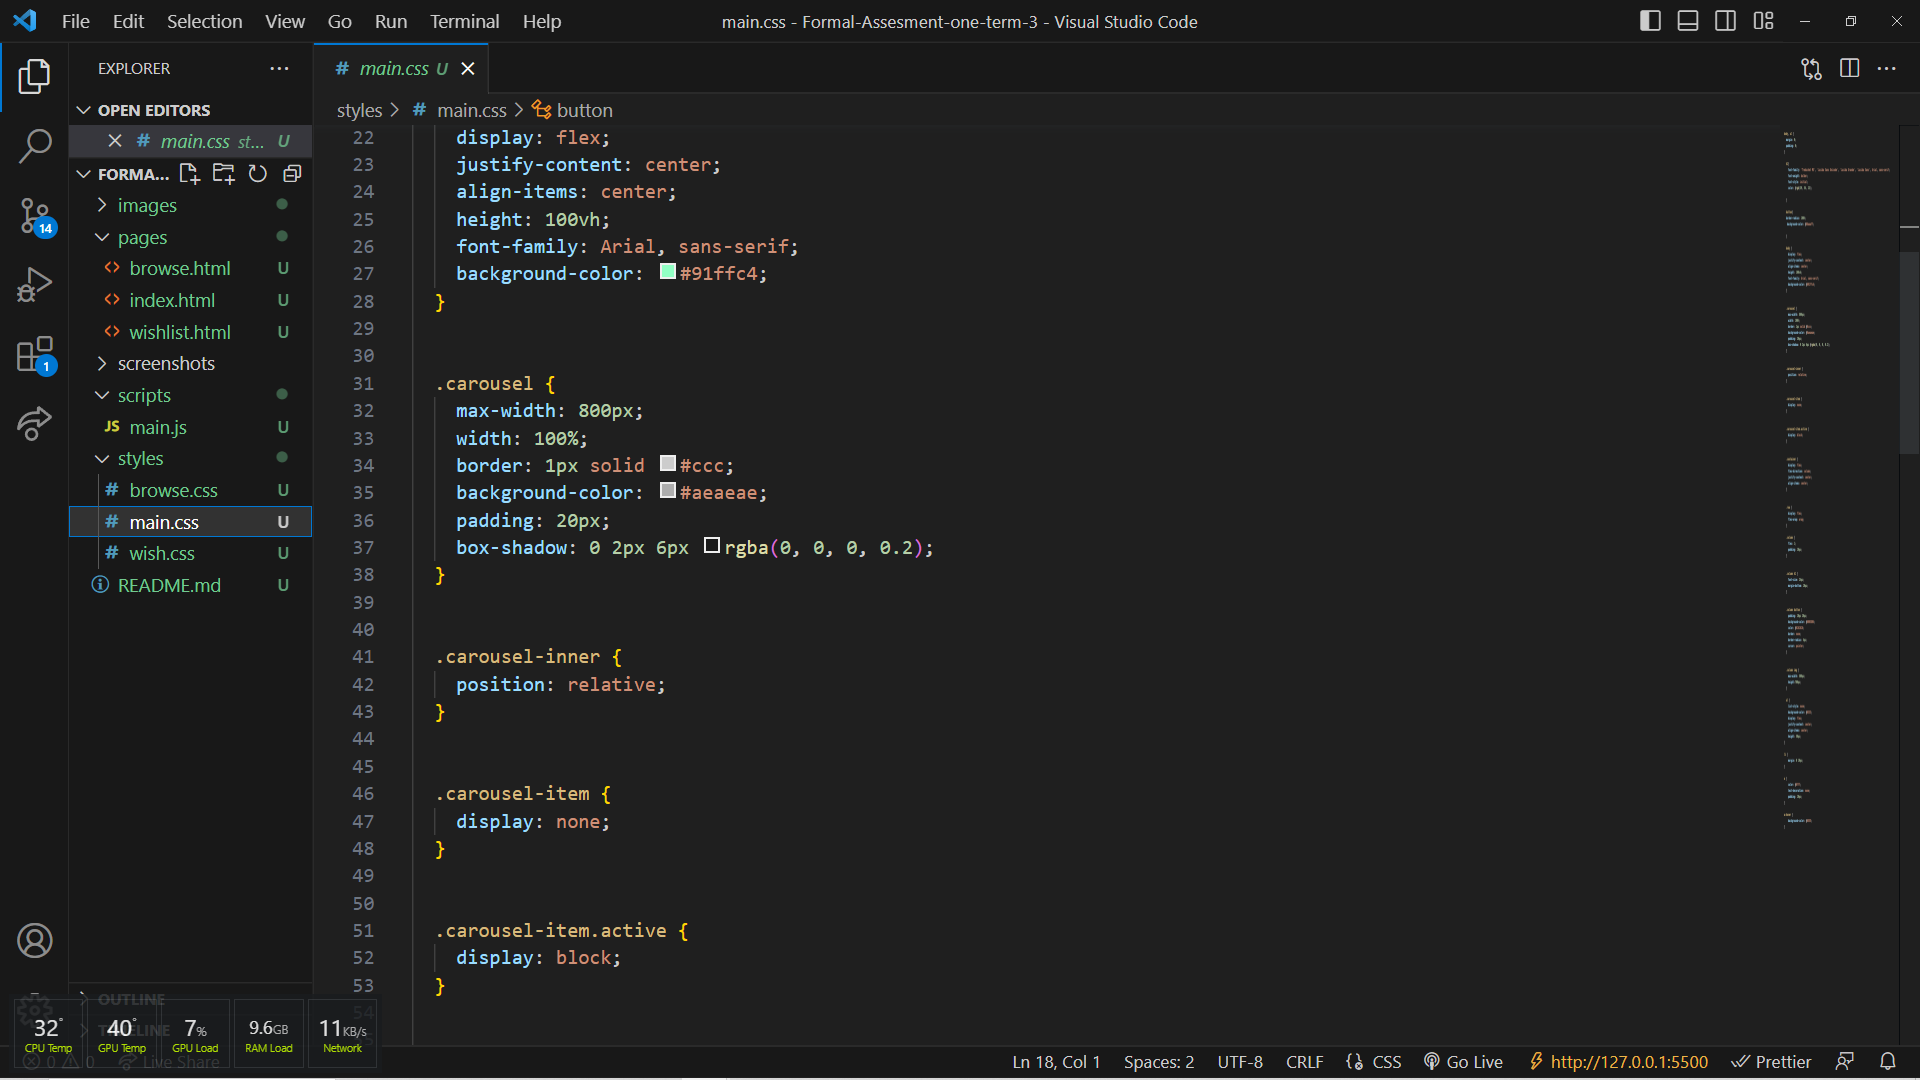 File Edit Selection View Go Run Terminal Help
main.css - Formal-Assesment-one-term-3 - Visual Studio Code
EXPLORER
OPEN EDITORS
# main.css st... U
FORMA...
images
pages
<> browse.html U
<> index.html U
<> wishlist.html U
screenshots
scripts
JS main.js U
styles
# browse.css U
# main.css U
# wish.css U
README.md U
OUTLINE
TIMELINE
14
1
# main.css U
styles > # main.css > button
22 display: flex;
23 justify-content: center;
24 align-items: center;
25 height: 100vh;
26 font-family: Arial, sans-serif;
27 background-color: #91ffc4;
28 }
29
30
31 .carousel {
32 max-width: 800px;
33 width: 100%;
34 border: 1px solid #ccc;
35 background-color: #aeaeae;
36 padding: 20px;
37 box-shadow: 0 2px 6px rgba(0, 0, 0, 0.2);
38 }
39
40
41 .carousel-inner {
42 position: relative;
43 }
44
45
46 .carousel-item {
47 display: none;
48 }
49
50
51 .carousel-item.active {
52 display: block;
53 }
54
32° 40° 7% 9.6GB 11KB/s
CPU Temp GPU Temp GPU Load RAM Load Network
0 0 Live Share
Ln 18, Col 1 Spaces: 2 UTF-8 CRLF CSS Go Live http://127.0.0.1:5500 Prettier